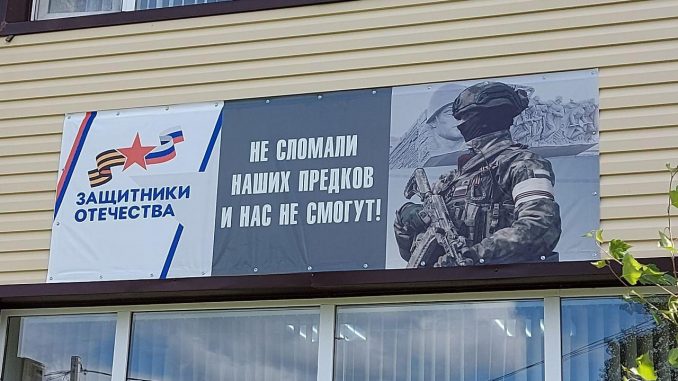 ЗАЩИТНИКИ
ОТЕЧЕСТВА
НЕ СЛОМАЛИ
НАШИХ ПРЕДКОВ
И НАС НЕ СМОГУТ!